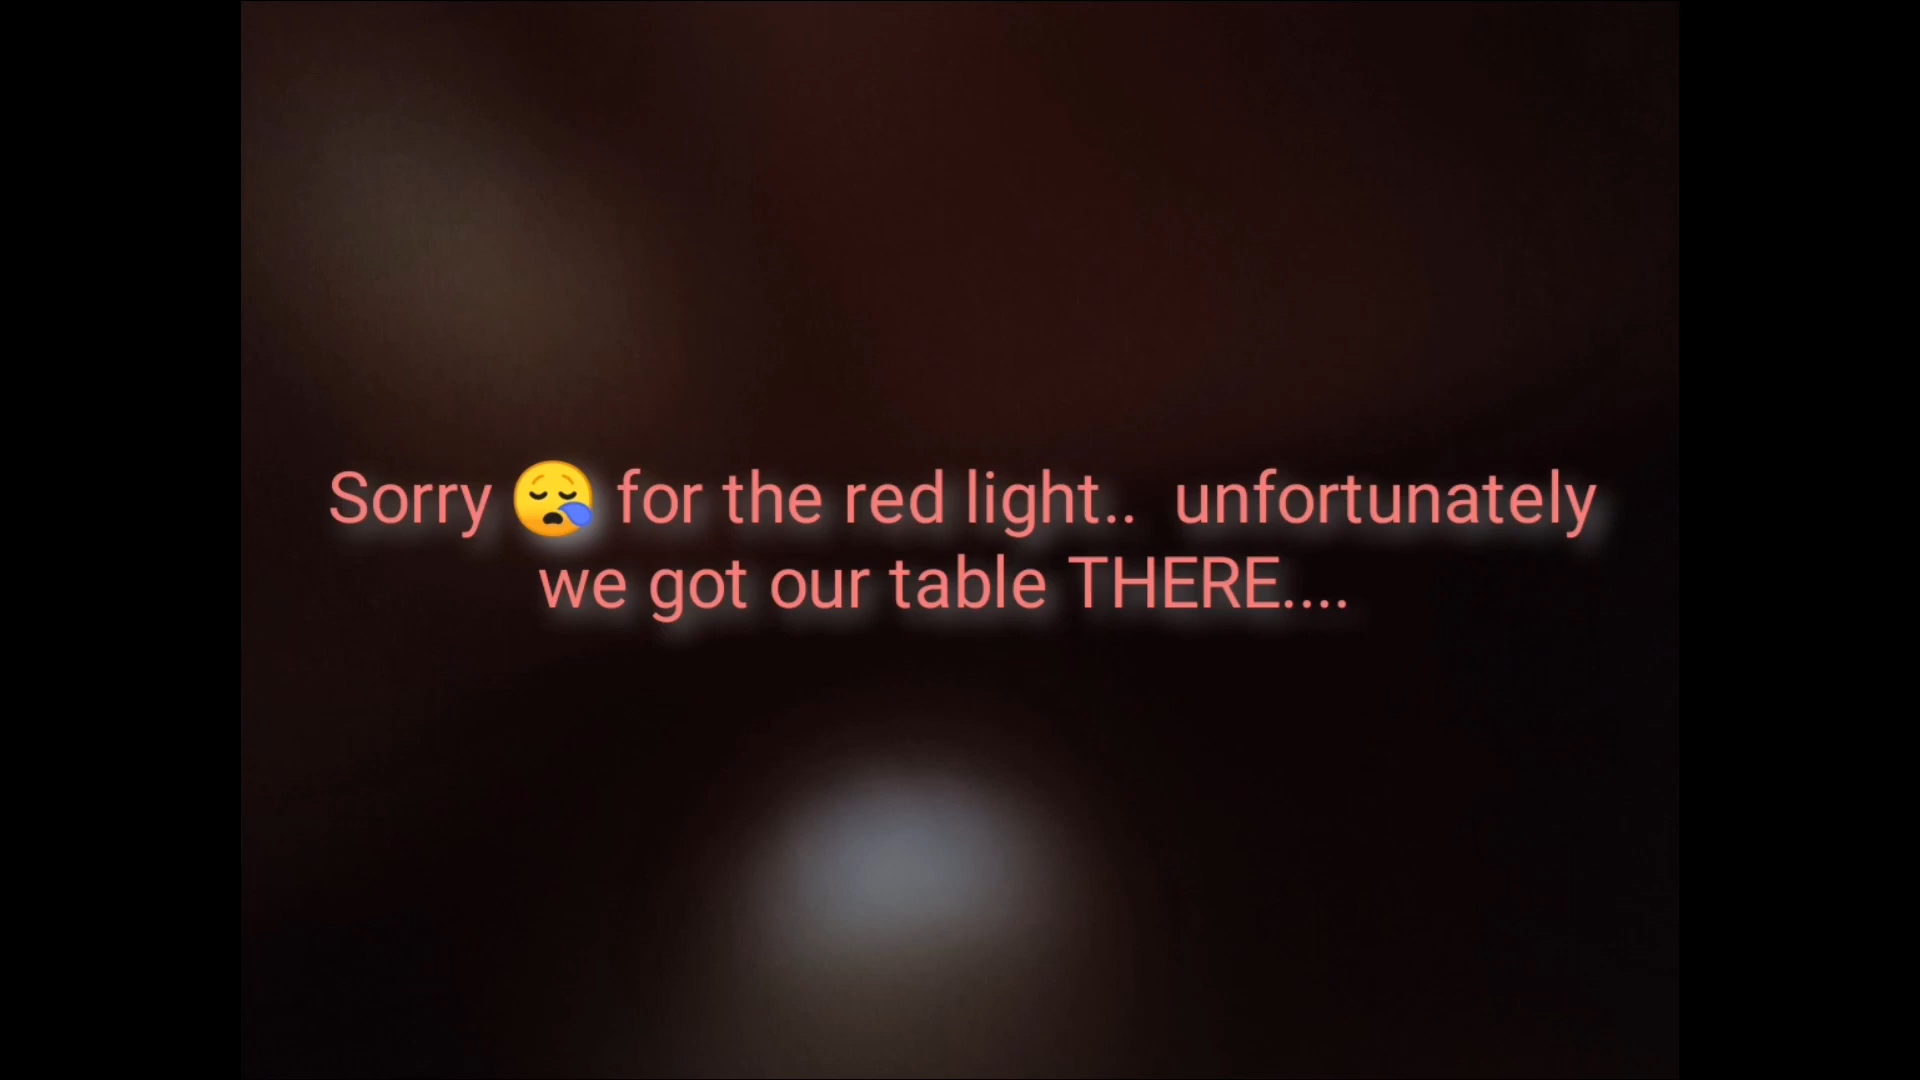 Sorry 😪 for the red light..  unfortunately
we got our table THERE....